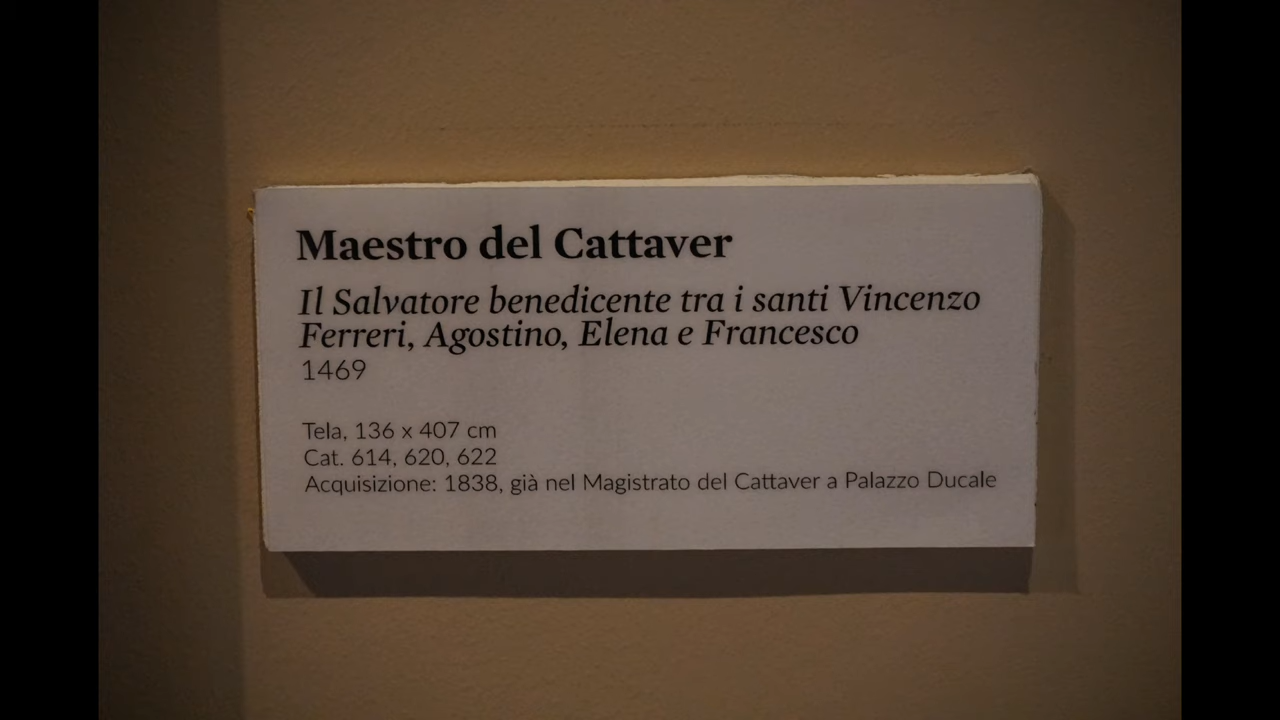 Maestro del Cattaver
Il Salvatore benedicente tra i santi Vincenzo
Ferreri, Agostino, Elena e Francesco
1469
Tela, 136 x 407 cm
Cat. 614, 620, 622
Acquisizione: 1838, già nel Magistrato del Cattaver a Palazzo Ducale